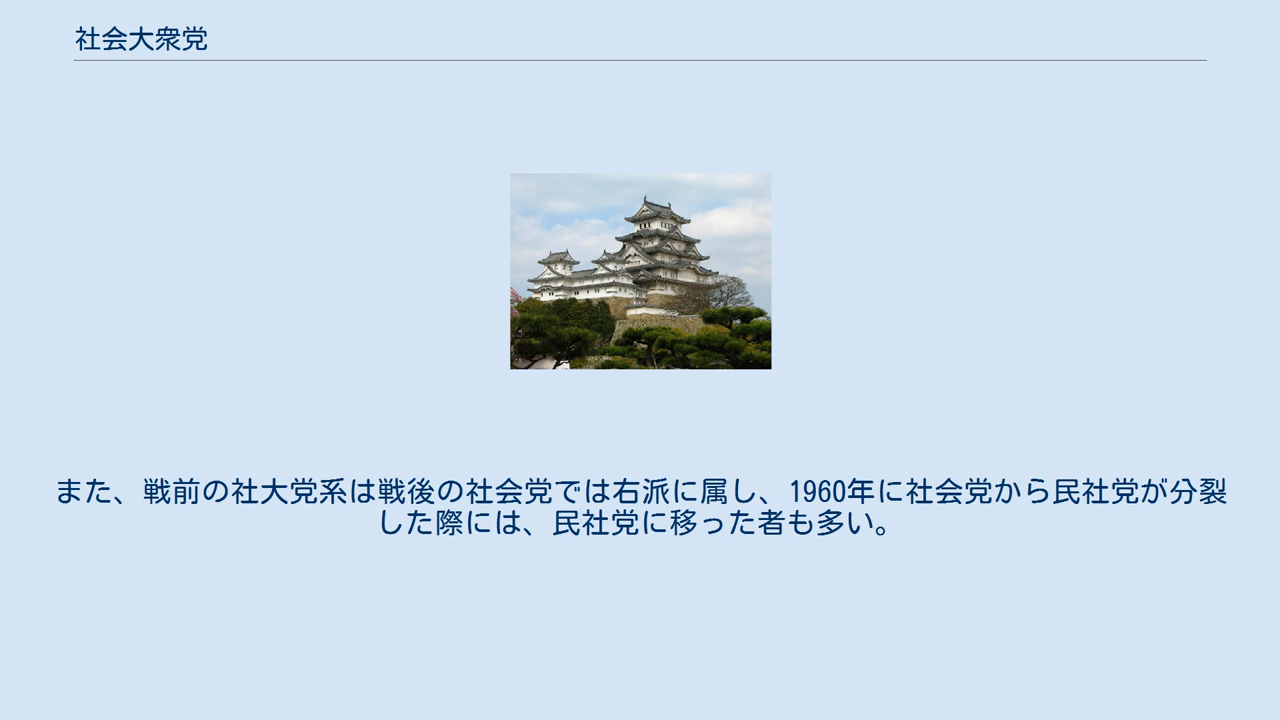 社会大衆党
また、戦前の社大党系は戦後の社会党では右派に属し、1960年に社会党から民社党が分裂
した際には、民社党に移った者も多い。